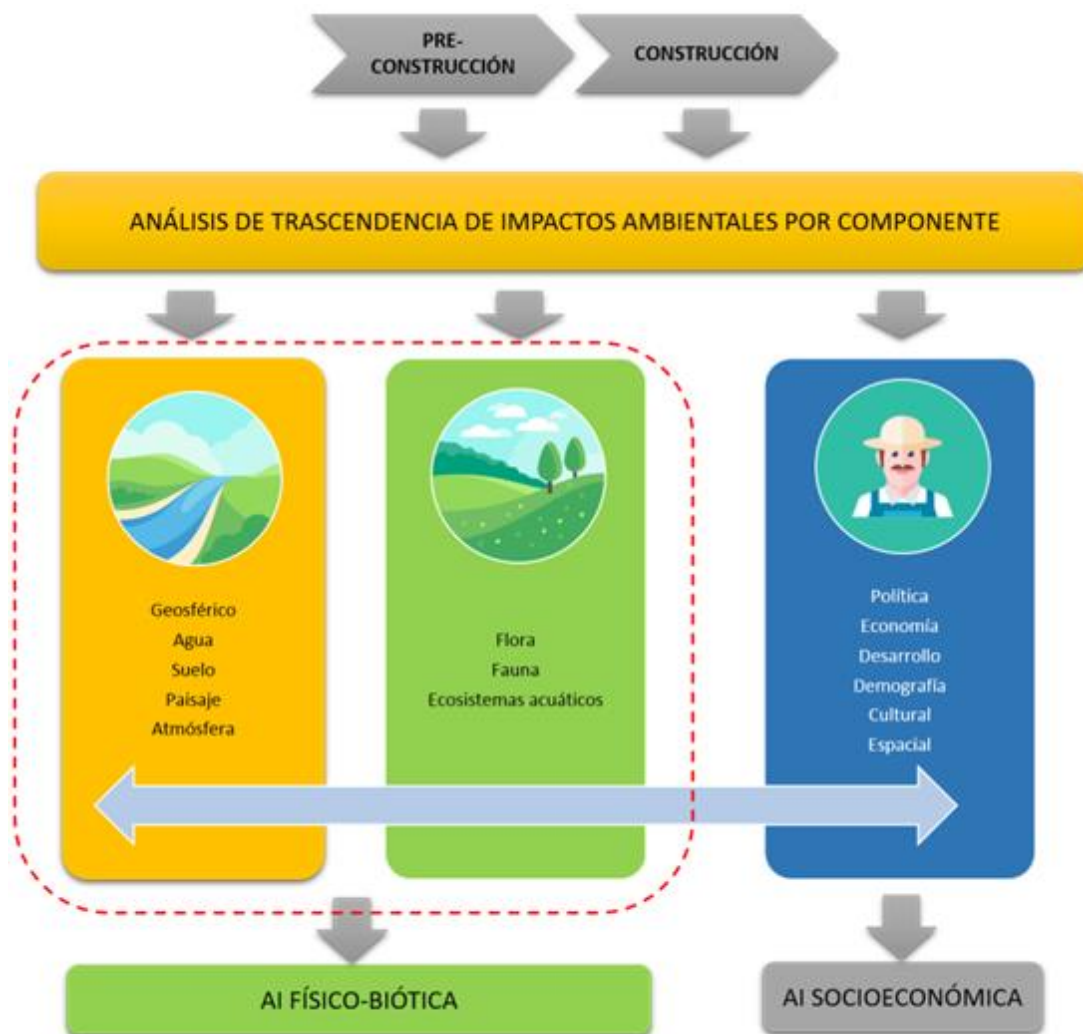 PRE-
CONSTRUCCIÓN
CONSTRUCCIÓN
ANÁLISIS DE TRASCENDENCIA DE IMPACTOS AMBIENTALES POR COMPONENTE
Geosférico
Agua
Suelo
Paisaje
Atmósfera
Flora
Fauna
Ecosistemas acuáticos
Política
Economía
Desarrollo
Demografía
Cultural
Espacial
AI FÍSICO-BIÓTICA
AI SOCIOECONÓMICA